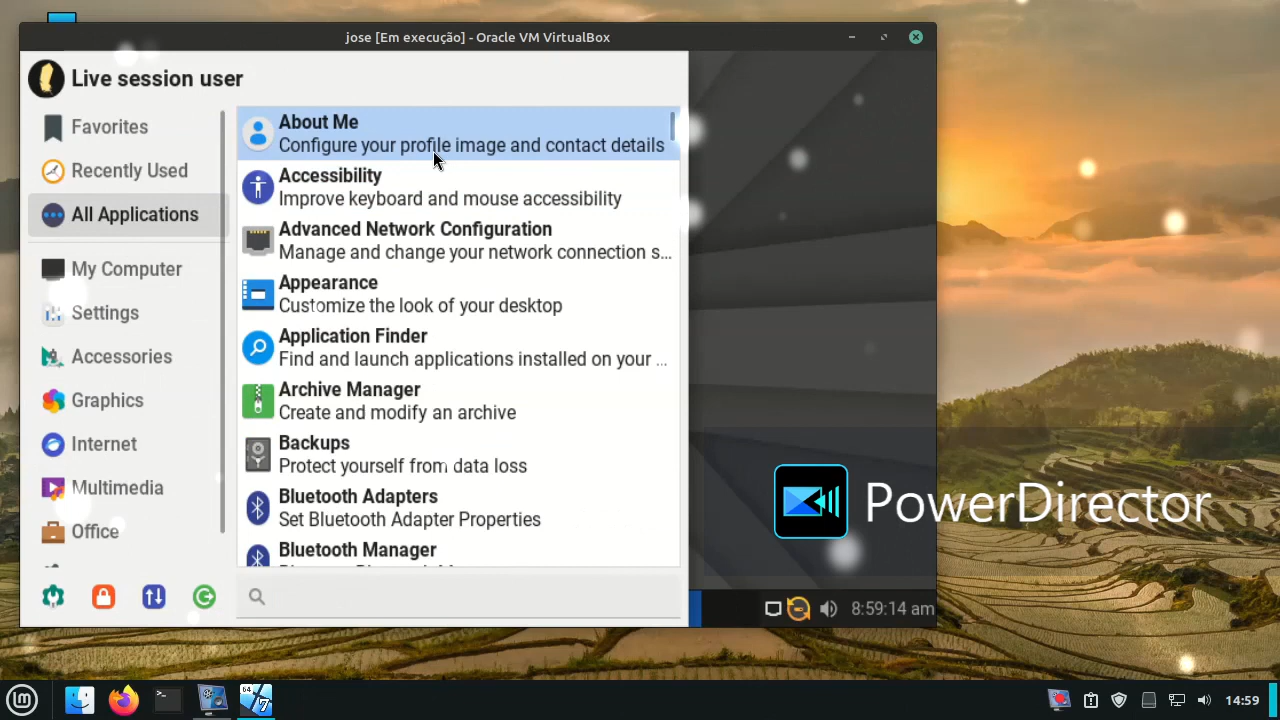 jose [Em execução] - Oracle VM VirtualBox
Live session user
Favorites
Recently Used
All Applications
My Computer
Settings
Accessories
Graphics
Internet
Multimedia
Office
About Me
Configure your profile image and contact details
Accessibility
Improve keyboard and mouse accessibility
Advanced Network Configuration
Manage and change your network connection s...
Appearance
Customize the look of your desktop
Application Finder
Find and launch applications installed on your ...
Archive Manager
Create and modify an archive
Backups
Protect yourself from data loss
Bluetooth Adapters
Set Bluetooth Adapter Properties
Bluetooth Manager
PowerDirector
8:59:14 am
64
7
14:59